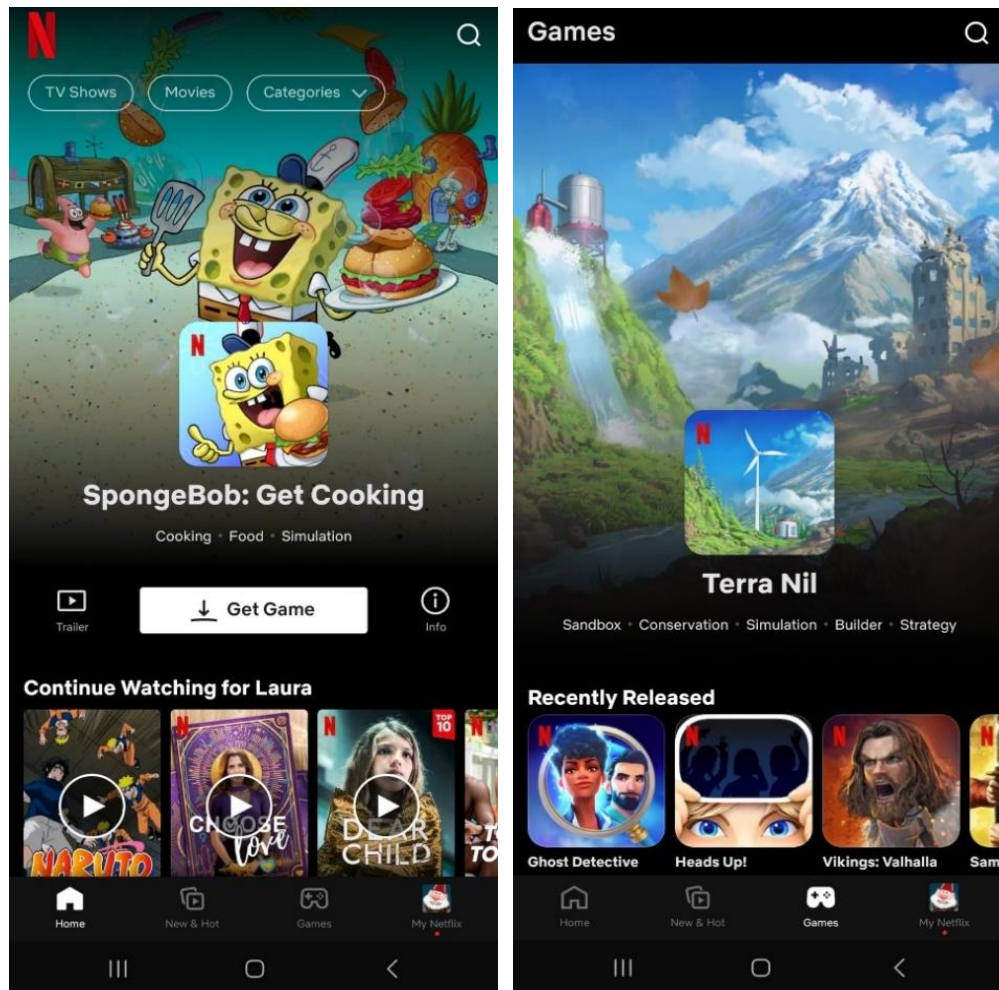 N
TV Shows
Movies
Categories
N
SpongeBob: Get Cooking
Cooking • Food • Simulation
Trailer
Get Game
Info
Continue Watching for Laura
NARUTO
N
CHOOSE
love
N
TOP
10
DEAR
CHILD
N
TO
Home
New & Hot
Games
My Netflix
Games
N
Terra Nil
Sandbox • Conservation • Simulation • Builder • Strategy
Recently Released
N
N
N
Ghost Detective
Heads Up!
Vikings: Valhalla
Sam
Home
New & Hot
Games
My Netflix